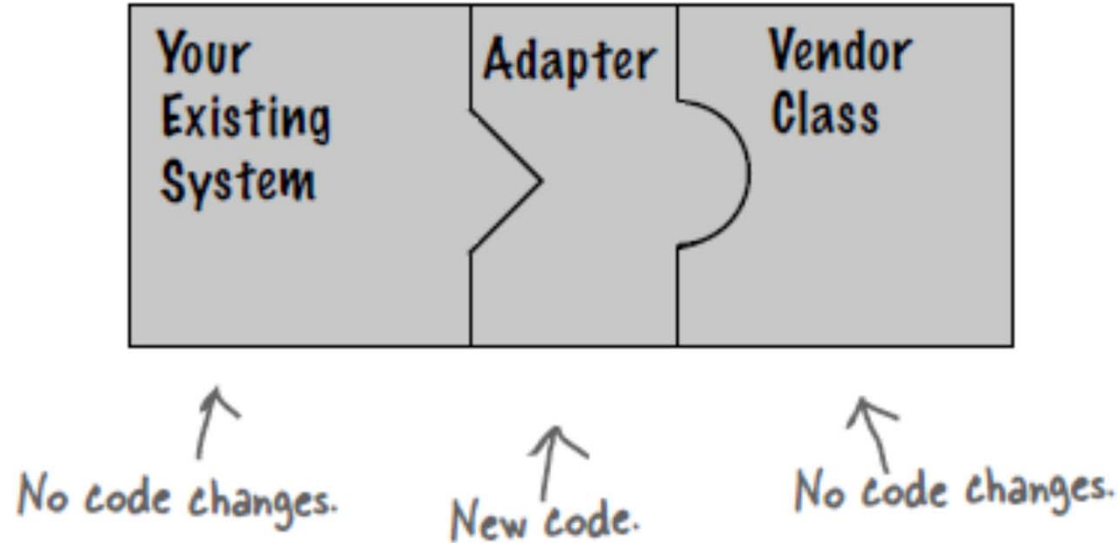 Your
Existing
System
Adapter
Vendor
Class
No code changes.
New code.
No code changes.